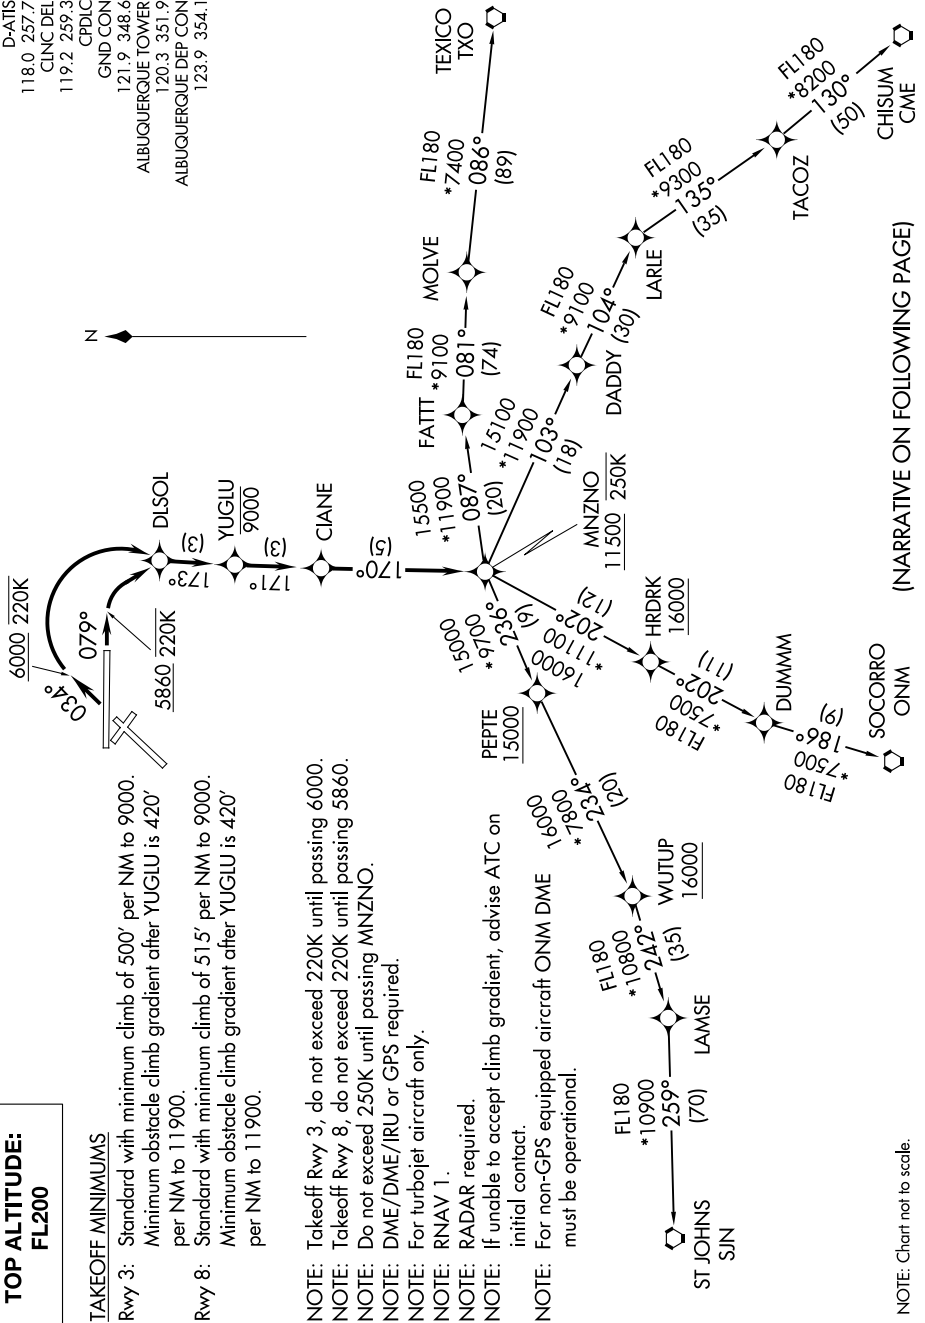 TOP ALTITUDE:
FL200
D-ATIS
118.0 257.7
CLNC DEL
119.2 259.3
CPDLC
GND CON
121.9 348.6
ALBUQUERQUE TOWER
120.3 351.9
ALBUQUERQUE DEP CON
123.9 354.1
TAKEOFF MINIMUMS
Rwy 3: Standard with minimum climb of 500' per NM to 9000.
Minimum obstacle climb gradient after YUGLU is 420'
per NM to 11900.
Rwy 8: Standard with minimum climb of 515' per NM to 9000.
Minimum obstacle climb gradient after YUGLU is 420'
per NM to 11900.
NOTE: Takeoff Rwy 3, do not exceed 220K until passing 6000.
NOTE: Takeoff Rwy 8, do not exceed 220K until passing 5860.
NOTE: Do not exceed 250K until passing MNZNO.
NOTE: DME/DME/IRU or GPS required.
NOTE: For turbojet aircraft only.
NOTE: RNAV 1.
NOTE: RADAR required.
NOTE: If unable to accept climb gradient, advise ATC on
initial contact.
NOTE: For non-GPS equipped aircraft ONM DME
must be operational.
6000 220K
034°
079°
5860 220K
N
DLSOL
173°
(3)
YUGLU
9000
171°
(3)
CIANE
170°
(5)
MNZNO
11500 250K
15500
*11900
087°
(20)
FATTT
FL180
*9100
081°
(74)
MOLVE
FL180
*7400
086°
(89)
TEXICO
TXO
15100
*11900
103°
(18)
DADDY
FL180
*9100
104°
(30)
LARLE
FL180
*9300
135°
(35)
TACOZ
FL180
*8200
130°
(50)
CHISUM
CME
15000
*9700
236°
(9)
PEPTE
15000
16000
*7800
234°
(20)
WUTUP
16000
FL180
*10800
242°
(35)
LAMSE
FL180
*10900
259°
(70)
ST JOHNS
SJN
16000
*11100
202°
(12)
HRDRK
16000
FL180
*7500
202°
(11)
DUMMM
FL180
*7500
186°
(9)
SOCORRO
ONM
(NARRATIVE ON FOLLOWING PAGE)
NOTE: Chart not to scale.